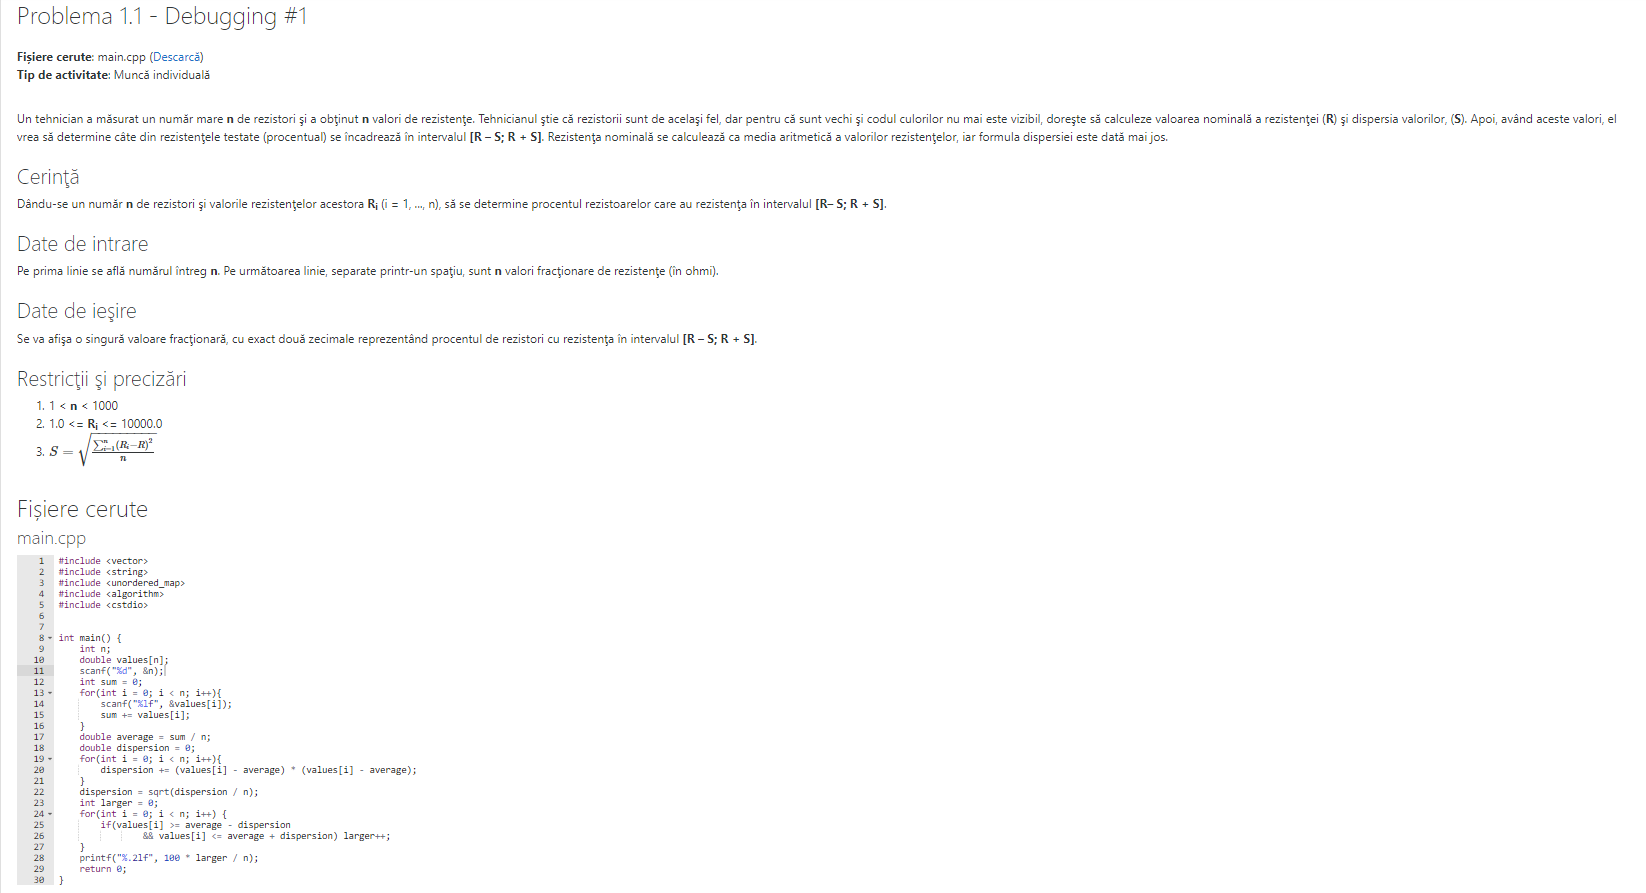 Problema 1.1 - Debugging #1
Fișiere cerute: main.cpp (Descarcă)
Tip de activitate: Muncă individuală
Un tehnician a măsurat un număr mare n de rezistori şi a obţinut n valori de rezistenţe. Tehnicianul ştie că rezistorii sunt de acelaşi fel, dar pentru că sunt vechi şi codul culorilor nu mai este vizibil, doreşte să calculeze valoarea nominală a rezistenţei (R) şi dispersia valorilor, (S). Apoi, având aceste valori, el
vrea să determine câte din rezistenţele testate (procentual) se încadrează în intervalul [R – S; R + S]. Rezistenţa nominală se calculează ca media aritmetică a valorilor rezistenţelor, iar formula dispersiei este dată mai jos.
Cerinţă
Dându-se un număr n de rezistori şi valorile rezistenţelor acestora Ri (i = 1, ..., n), să se determine procentul rezistoarelor care au rezistenţa în intervalul [R– S; R + S].
Date de intrare
Pe prima linie se află numărul întreg n. Pe următoarea linie, separate printr-un spaţiu, sunt n valori fracţionare de rezistenţe (în ohmi).
Date de ieşire
Se va afişa o singură valoare fracţionară, cu exact două zecimale reprezentând procentul de rezistori cu rezistenţa în intervalul [R – S; R + S].
Restricţii şi precizări
1. 1 < n < 1000
2. 1.0 <= Ri <= 10000.0
3. S = √(∑ⁿᵢ₌₁(Rᵢ−R)² / n)
Fișiere cerute
main.cpp
1 #include <vector>
2 #include <string>
3 #include <unordered_map>
4 #include <algorithm>
5 #include <cstdio>
6
7
8 int main() {
9 int n;
10 double values[n];
11 scanf("%d", &n);
12 int sum = 0;
13 for(int i = 0; i < n; i++){
14 scanf("%lf", &values[i]);
15 sum += values[i];
16 }
17 double average = sum / n;
18 double dispersion = 0;
19 for(int i = 0; i < n; i++){
20 dispersion += (values[i] - average) * (values[i] - average);
21 }
22 dispersion = sqrt(dispersion / n);
23 int larger = 0;
24 for(int i = 0; i < n; i++) {
25 if(values[i] >= average - dispersion
26 && values[i] <= average + dispersion) larger++;
27 }
28 printf("%.2lf", 100 * larger / n);
29 return 0;
30 }